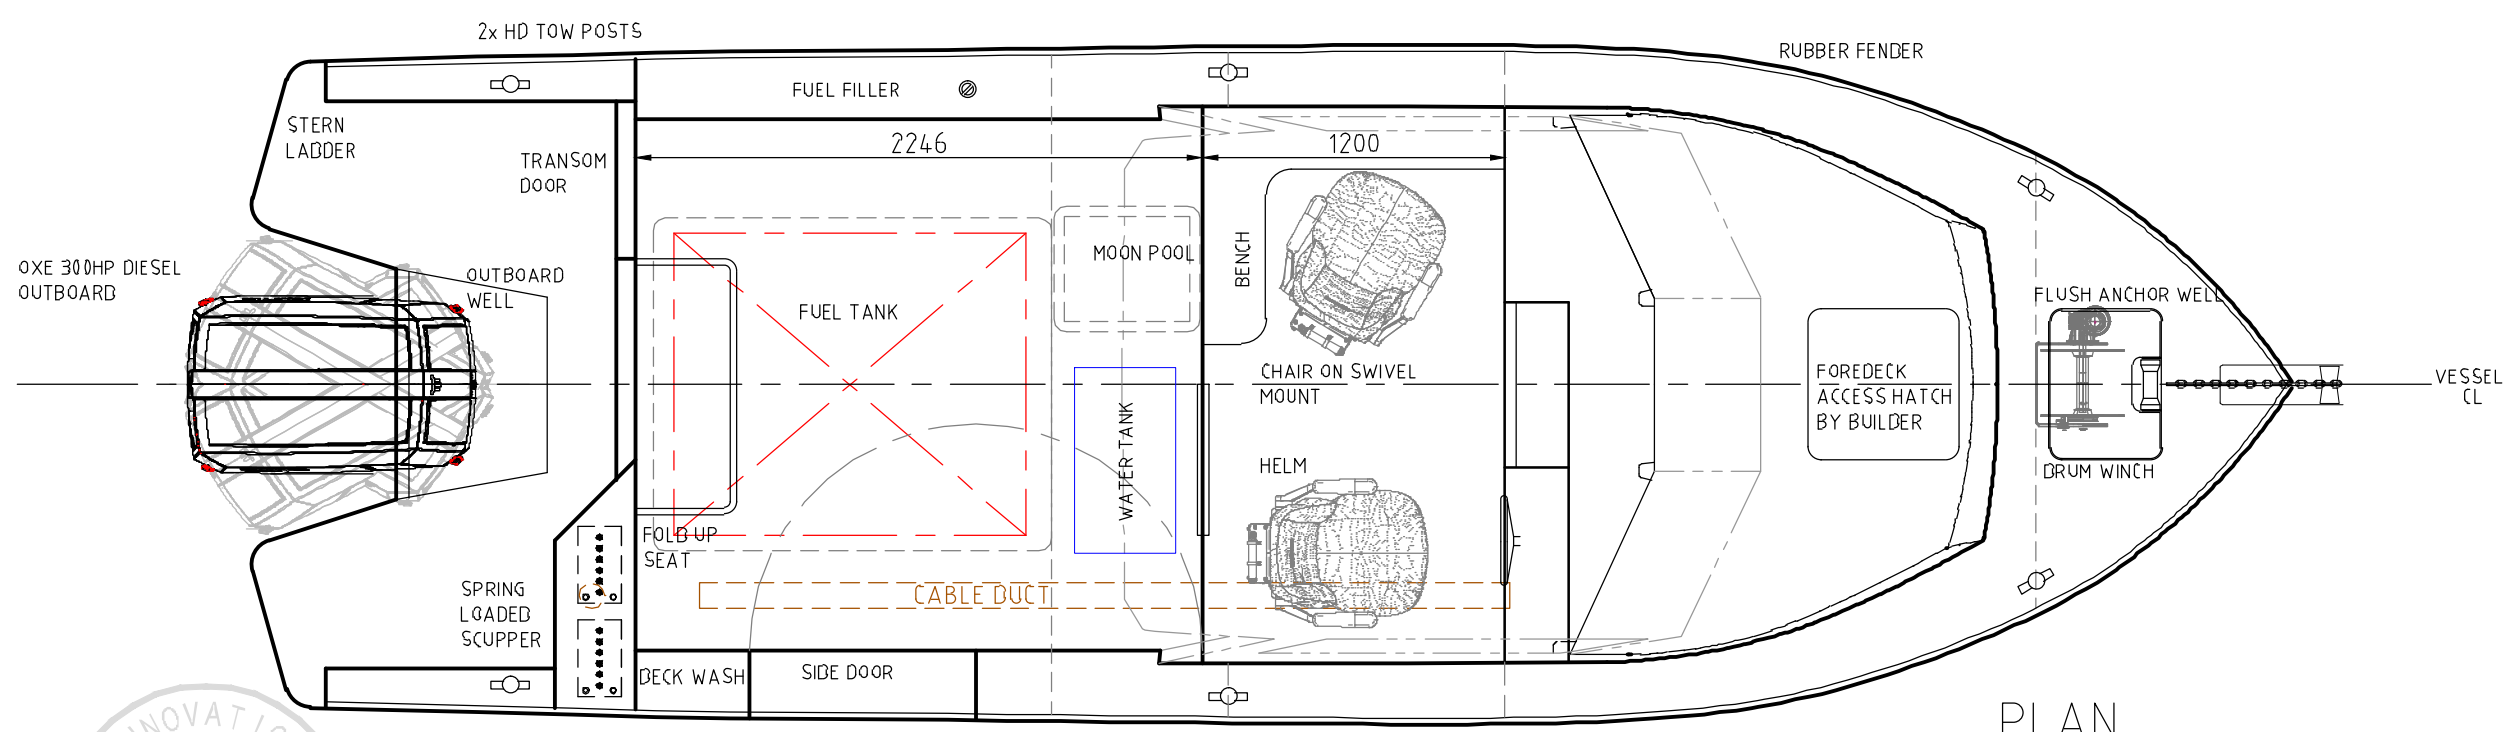 2x HD TOW POSTS
RUBBER FENDER
FUEL FILLER
STERN
LADDER
TRANSOM
DOOR
2246
1200
OXE 300HP DIESEL
OUTBOARD
OUTBOARD
WELL
MOON POOL
BENCH
FUEL TANK
FLUSH ANCHOR WELL
CHAIR ON SWIVEL
MOUNT
FOREDECK
ACCESS HATCH
BY BUILDER
VESSEL
CL
WATER TANK
HELM
DRUM WINCH
FOLD UP
SEAT
SPRING
LOADED
SCUPPER
CABLE DUCT
DECK WASH
SIDE DOOR
PLAN